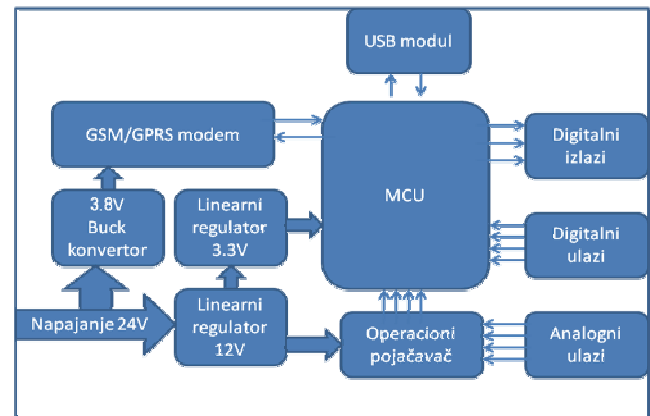 USB modul
GSM/GPRS modem
MCU
Digitalni
izlazi
3.8V
Buck
konvertor
Linearni
regulator
3.3V
Digitalni
ulazi
Napajanje 24V
Linearni
regulator
12V
Operacioni
pojačavač
Analogni
ulazi